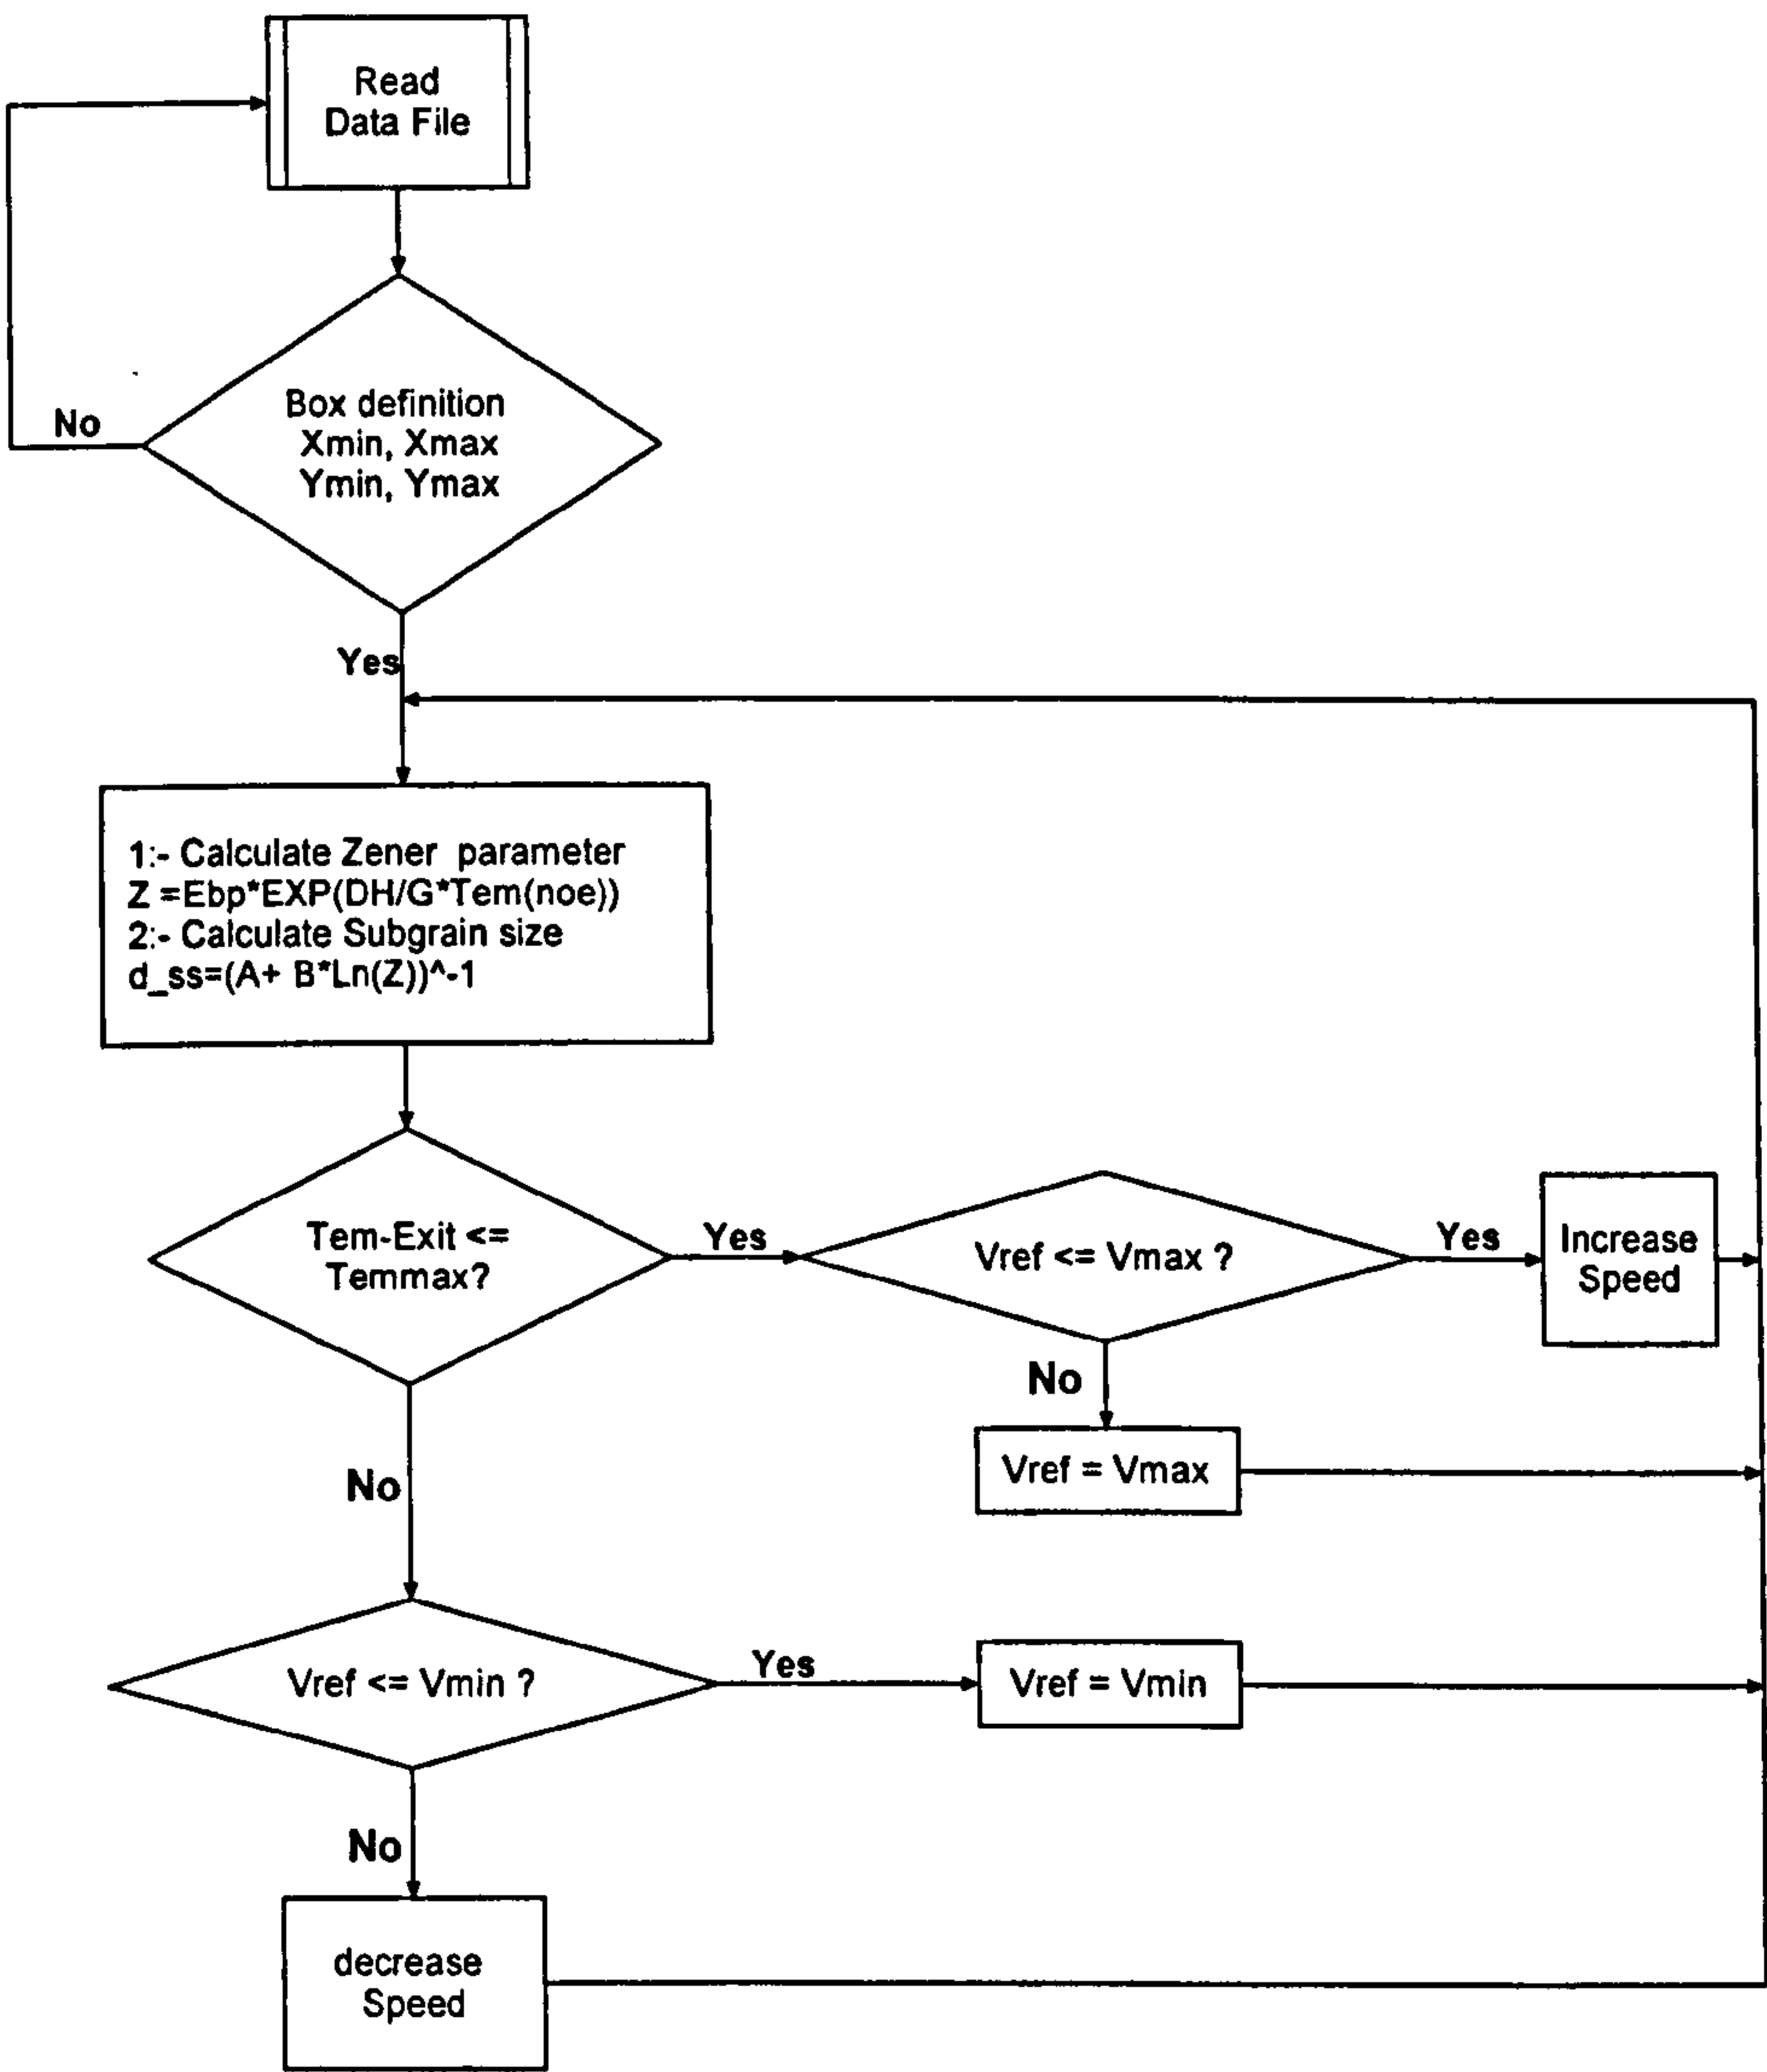 Read
Data File
Box definition
Xmin, Xmax
Ymin, Ymax
No
Yes
1:- Calculate Zener parameter
Z =Ebp*EXP(DH/G*Tem(noe))
2:- Calculate Subgrain size
d_ss=(A+ B*Ln(Z))^-1
Tem-Exit <=
Temmax?
Yes
Vref <= Vmax ?
Yes
Increase
Speed
No
Vref = Vmax
No
Vref <= Vmin ?
Yes
Vref = Vmin
No
decrease
Speed